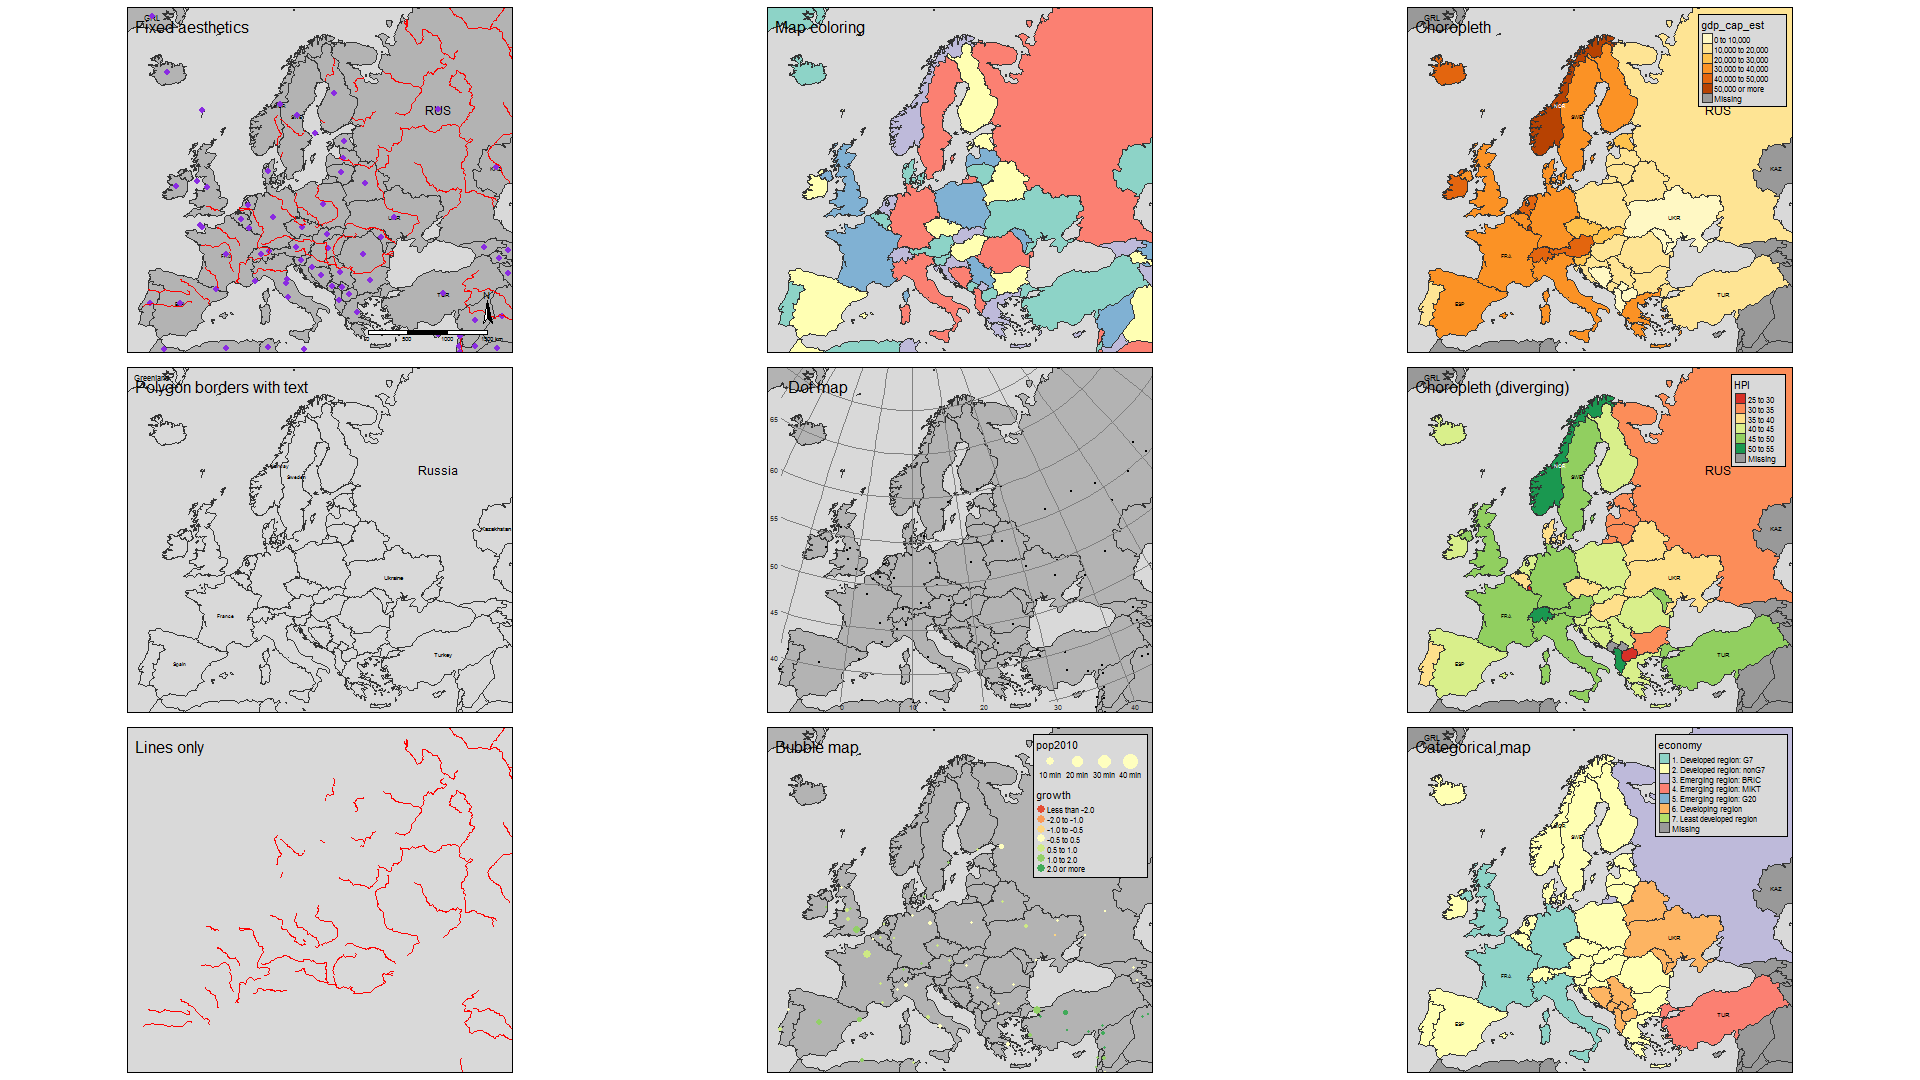 GRL
Fixed aesthetics
RUS
UKR
TUR
500
1000
Map coloring
GRL
Choropleth
gdp_cap_est
0 to 10,000
10,000 to 20,000
20,000 to 30,000
30,000 to 40,000
40,000 to 50,000
50,000 or more
Missing
RUS
NOR
SWE
KAZ
UKR
FRA
TUR
ESP
Greenland
Polygon borders with text
Norway
Sweden
Russia
Kazakhstan
Ukraine
France
Turkey
Spain
Dot map
65
60
55
50
45
40
0
10
20
30
40
GRL
Choropleth (diverging)
HPI
25 to 30
30 to 35
35 to 40
40 to 45
45 to 50
50 to 55
Missing
RUS
NOR
SWE
KAZ
UKR
FRA
TUR
ESP
Lines only
Bubble map
pop2010
10 mln 20 mln 30 mln 40 mln
growth
Less than -2.0
-2.0 to -1.0
-1.0 to -0.5
-0.5 to 0.5
0.5 to 1.0
1.0 to 2.0
2.0 or more
GRL
Categorical map
economy
1. Developed region: G7
2. Developed region: nonG7
3. Emerging region: BRIC
4. Emerging region: MIKT
5. Emerging region: G20
6. Developing region
7. Least developed region
Missing
NOR
SWE
KAZ
UKR
FRA
TUR
ESP